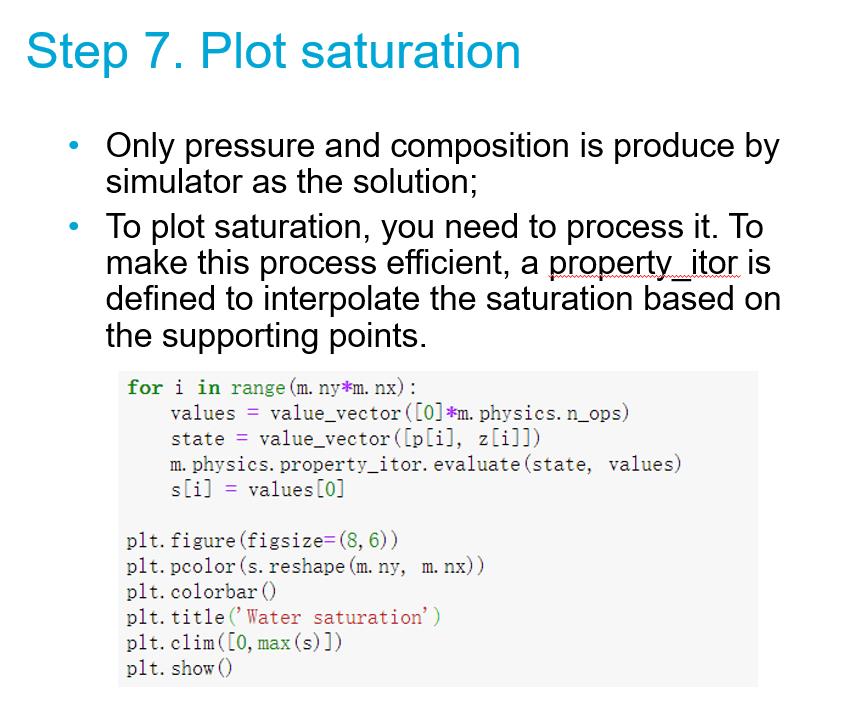 Step 7. Plot saturation
• Only pressure and composition is produce by
simulator as the solution;
• To plot saturation, you need to process it. To
make this process efficient, a property_itor is
defined to interpolate the saturation based on
the supporting points.
for i in range(m.ny*m.nx):
    values = value_vector([0]*m.physics.n_ops)
    state = value_vector([p[i], z[i]])
    m.physics.property_itor.evaluate(state, values)
    s[i] = values[0]
plt.figure(figsize=(8,6))
plt.pcolor(s.reshape(m.ny, m.nx))
plt.colorbar()
plt.title('Water saturation')
plt.clim([0,max(s)])
plt.show()